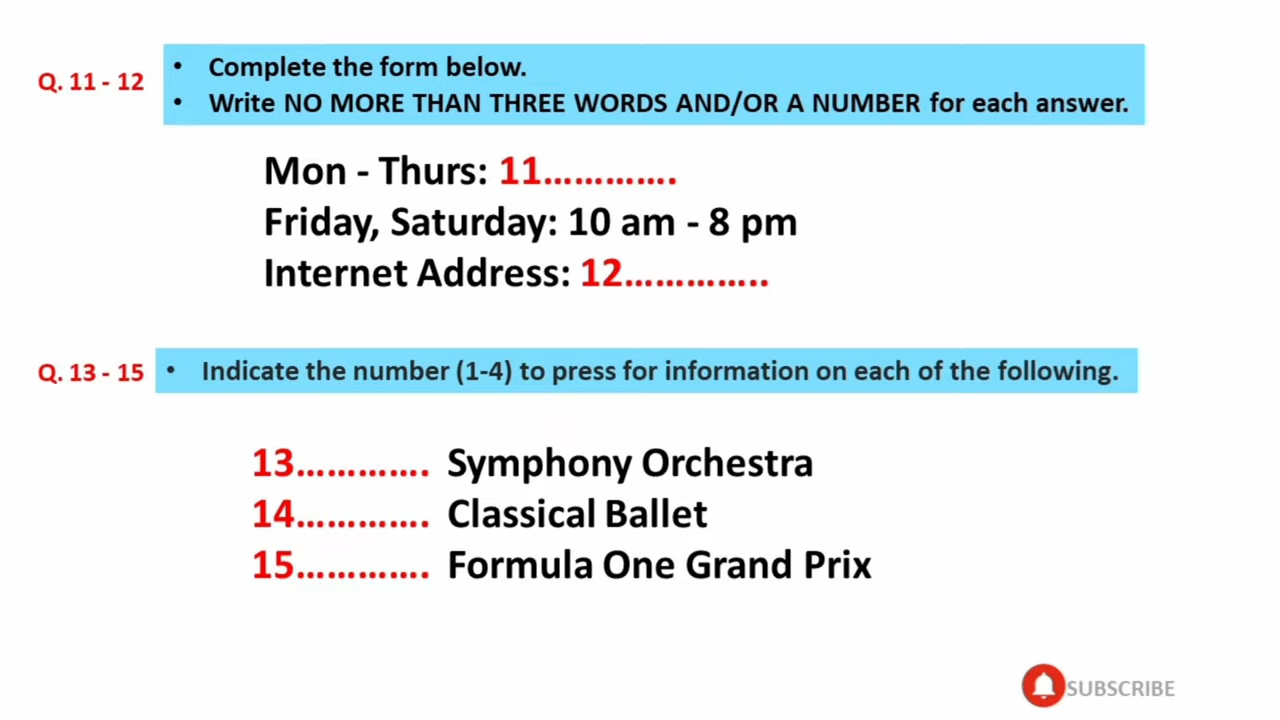 Q. 11 - 12
• Complete the form below.
• Write NO MORE THAN THREE WORDS AND/OR A NUMBER for each answer.
Mon - Thurs: 11.............
Friday, Saturday: 10 am - 8 pm
Internet Address: 12..............
Q. 13 - 15
• Indicate the number (1-4) to press for information on each of the following.
13............. Symphony Orchestra
14............. Classical Ballet
15............. Formula One Grand Prix
SUBSCRIBE